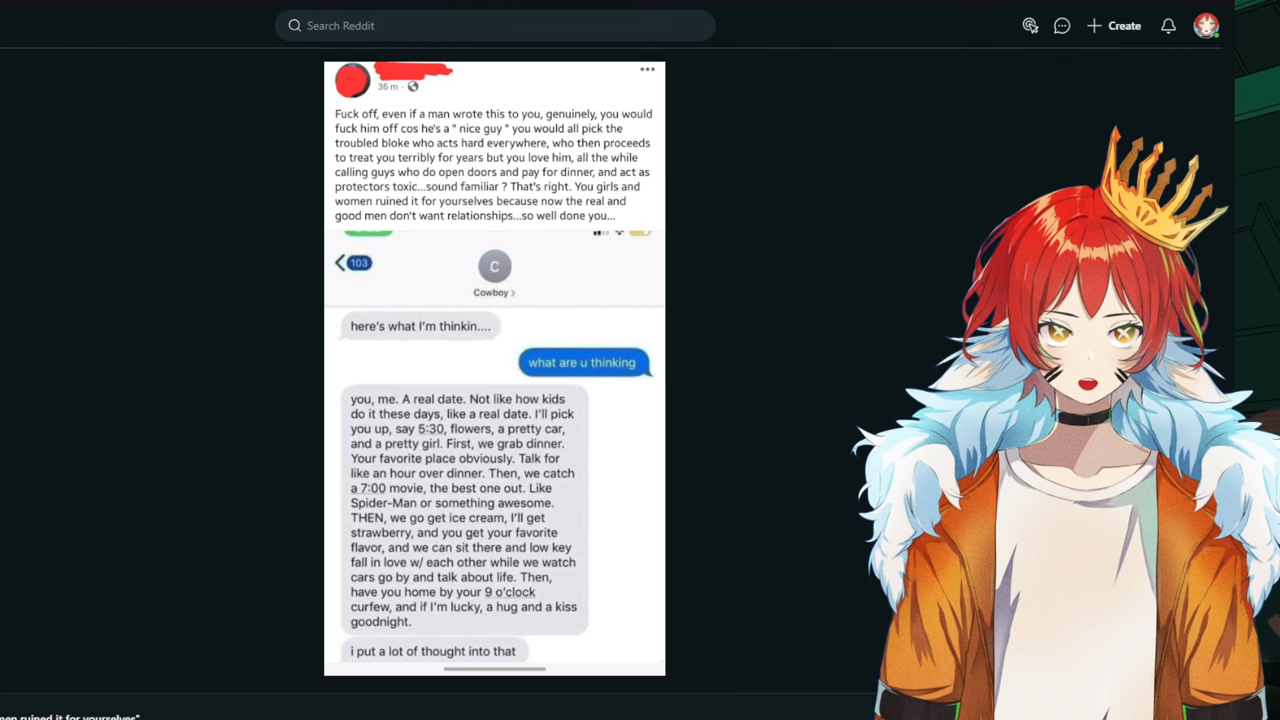 Search Reddit
Create
36 m
Fuck off, even if a man wrote this to you, genuinely, you would
fuck him off cos he's a " nice guy " you would all pick the
troubled bloke who acts hard everywhere, who then proceeds
to treat you terribly for years but you love him, all the while
calling guys who do open doors and pay for dinner, and act as
protectors toxic...sound familiar ? That's right. You girls and
women ruined it for yourselves because now the real and
good men don't want relationships...so well done you...
103
C
Cowboy
here's what I'm thinkin....
what are u thinking
you, me. A real date. Not like how kids
do it these days, like a real date. I'll pick
you up, say 5:30, flowers, a pretty car,
and a pretty girl. First, we grab dinner.
Your favorite place obviously. Talk for
like an hour over dinner. Then, we catch
a 7:00 movie, the best one out. Like
Spider-Man or something awesome.
THEN, we go get ice cream, I'll get
strawberry, and you get your favorite
flavor, and we can sit there and low key
fall in love w/ each other while we watch
cars go by and talk about life. Then,
have you home by your 9 o'clock
curfew, and if I'm lucky, a hug and a kiss
goodnight.
i put a lot of thought into that
ruined it for yourselves"